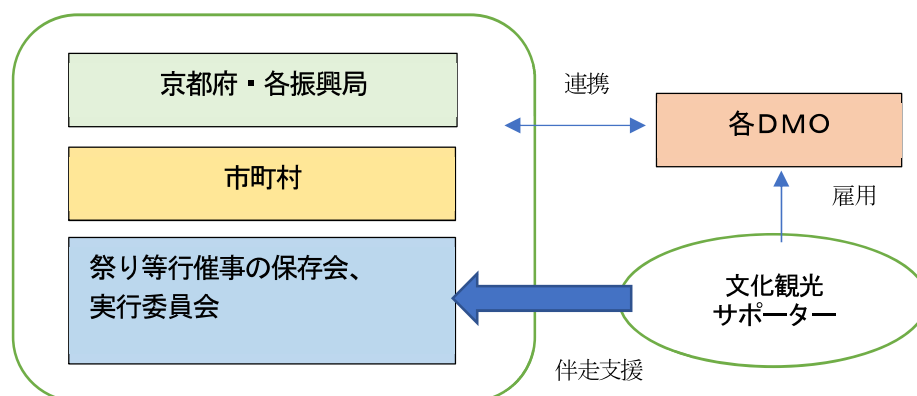 京都府・各振興局
連携
各DMO
市町村
雇用
祭り等行催事の保存会、
実行委員会
文化観光
サポーター
伴走支援